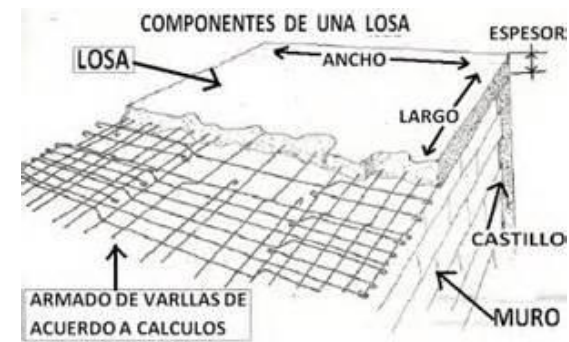 COMPONENTES DE UNA LOSA
ESPESOR
LOSA
ANCHO
LARGO
CASTILLO
ARMADO DE VARLLAS DE
ACUERDO A CALCULOS
MURO